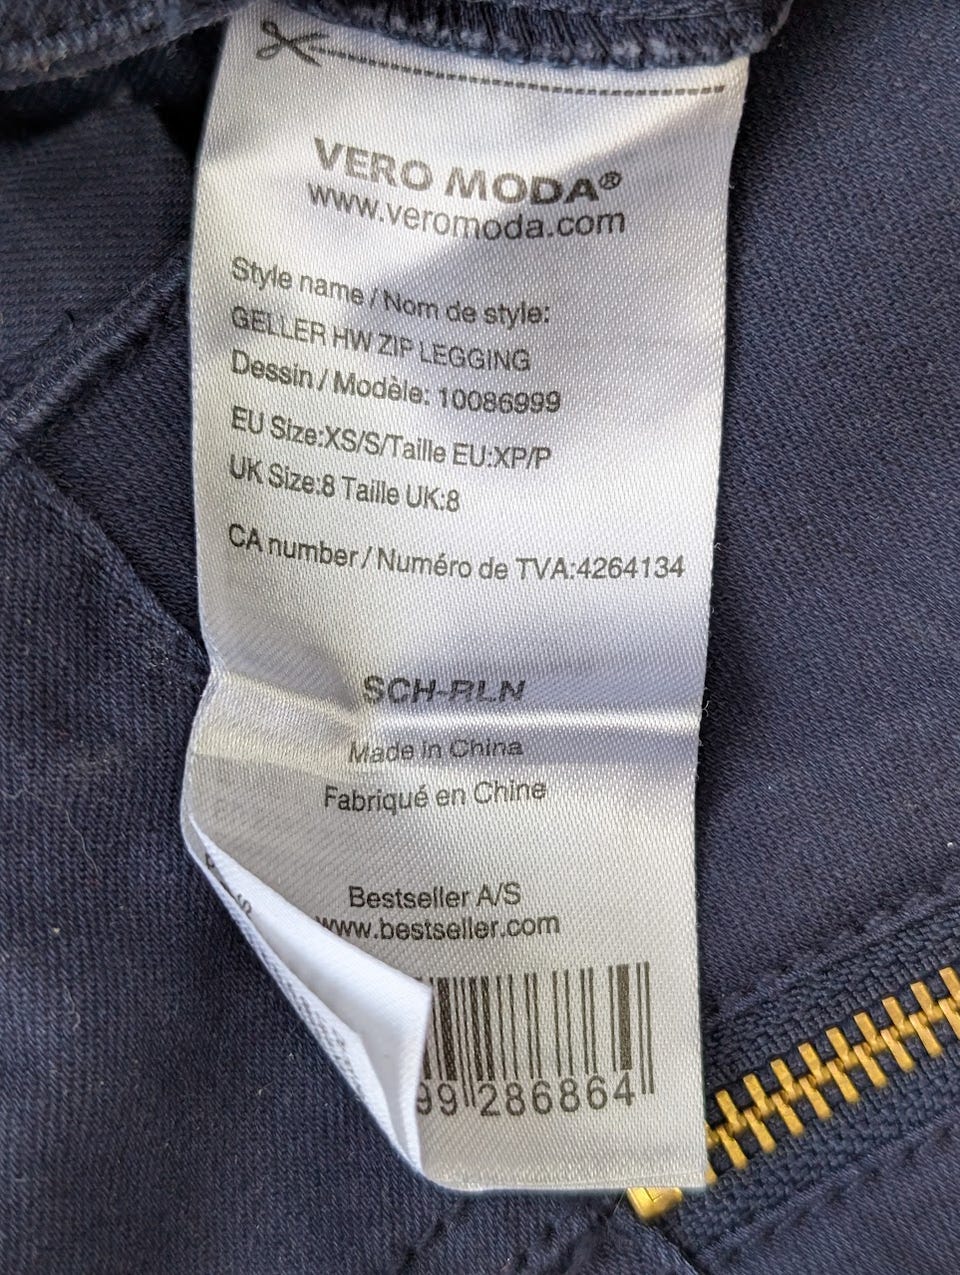 VERO MODA®
www.veromoda.com
Style name / Nom de style:
GELLER HW ZIP LEGGING
Dessin / Modèle: 10086999
EU Size:XS/S/Taille EU:XP/P
UK Size:8 Taille UK:8
CA number / Numéro de TVA:4264134
SCH-RLN
Made in China
Fabriqué en Chine
Bestseller A/S
www.bestseller.com
99 286864